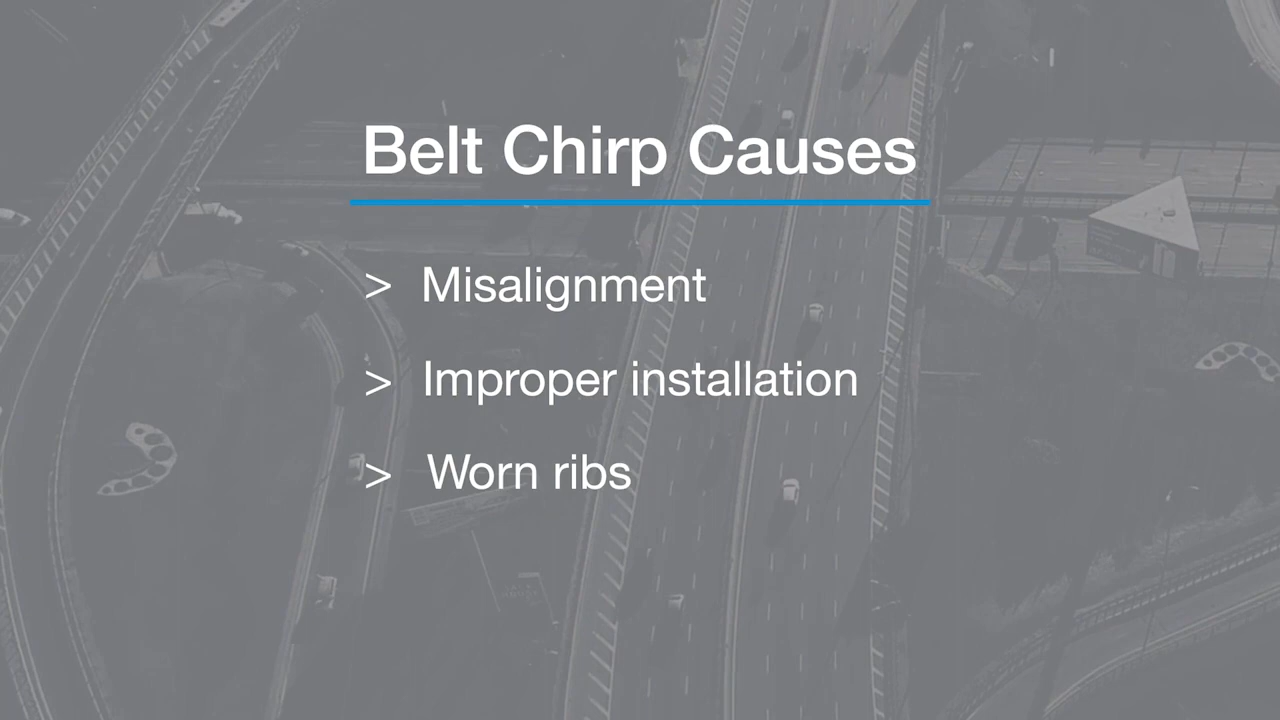 Belt Chirp Causes
> Misalignment
> Improper installation
> Worn ribs